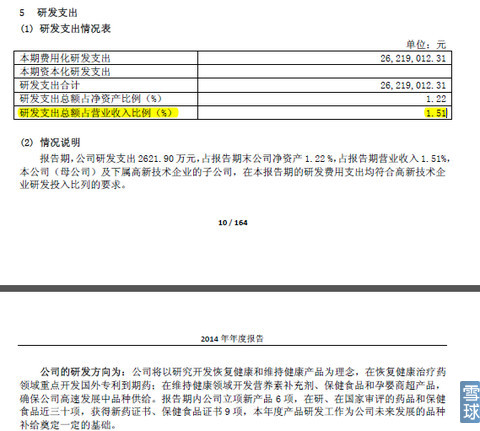 5 研发支出
(1) 研发支出情况表
单位：元
本期费用化研发支出 26,219,012.31
本期资本化研发支出
研发支出合计 26,219,012.31
研发支出总额占净资产比例（%） 1.22
研发支出总额占营业收入比例（%） 1.51
(2) 情况说明
报告期，公司研发支出 2621.90 万元，占报告期末公司净资产 1.22％，占报告期营业收入 1.51%，
本公司（母公司）及下属高新技术企业的子公司，在本报告期的研发费用支出均符合高新技术企
业研发投入比列的要求。
10 / 164
2014 年年度报告
公司的研发方向为：公司将以研究开发恢复健康和维持健康产品为理念，在恢复健康治疗药
领域重点开发国外专利到期药；在维持健康领域开发营养素补充剂、保健食品和孕婴商超产品，
确保公司高速发展中品种供给。报告期内公司立项新产品 6 项，在研、在国家审评的药品和保健
食品近三十项，获得新药证书、保健食品证书 9 项，本年度产品研发工作为公司未来发展的品种
补给奠定一定的基础。
雪球